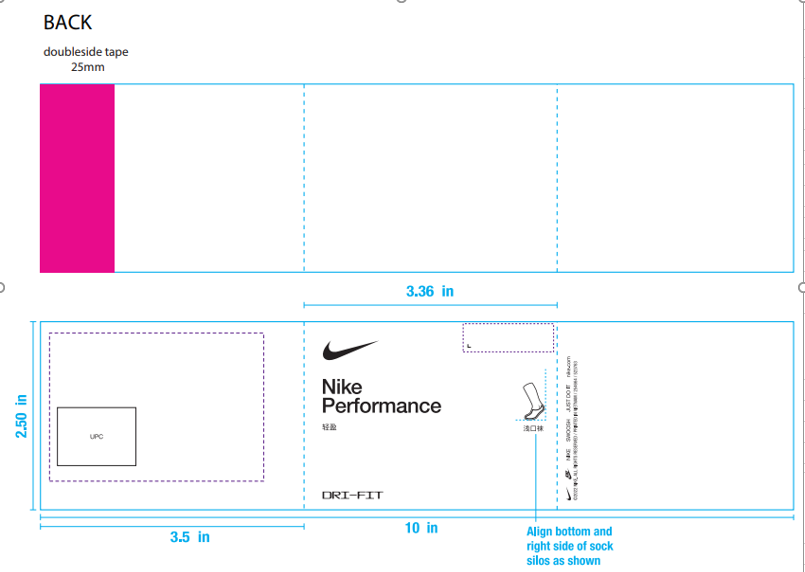 BACK
doubleside tape
25mm
3.36 in
2.50 in
UPC
Nike
Performance
轻盈
DRI-FIT
L
浅口袜
NIKE SWOOSH JUST DO IT nike.com
3.5 in
10 in
Align bottom and
right side of sock
silos as shown